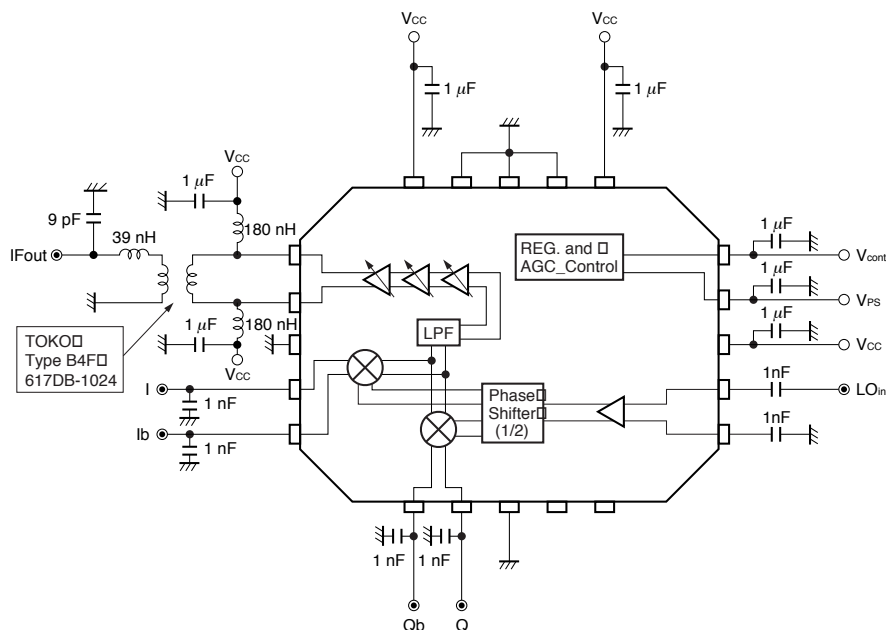 Vcc
Vcc
1 μF
1 μF
1 μF
Vcc
9 pF
39 nH
180 nH
IFout
REG. and □
AGC_Control
1 μF
Vcont
1 μF
VPS
1 μF
Vcc
TOKO□
Type B4F□
617DB-1024
1 μF
180 nH
Vcc
LPF
I
1 nF
Ib
1 nF
Phase□
Shifter□
(1/2)
1nF
LOin
1nF
1 nF
1 nF
Qb
Q